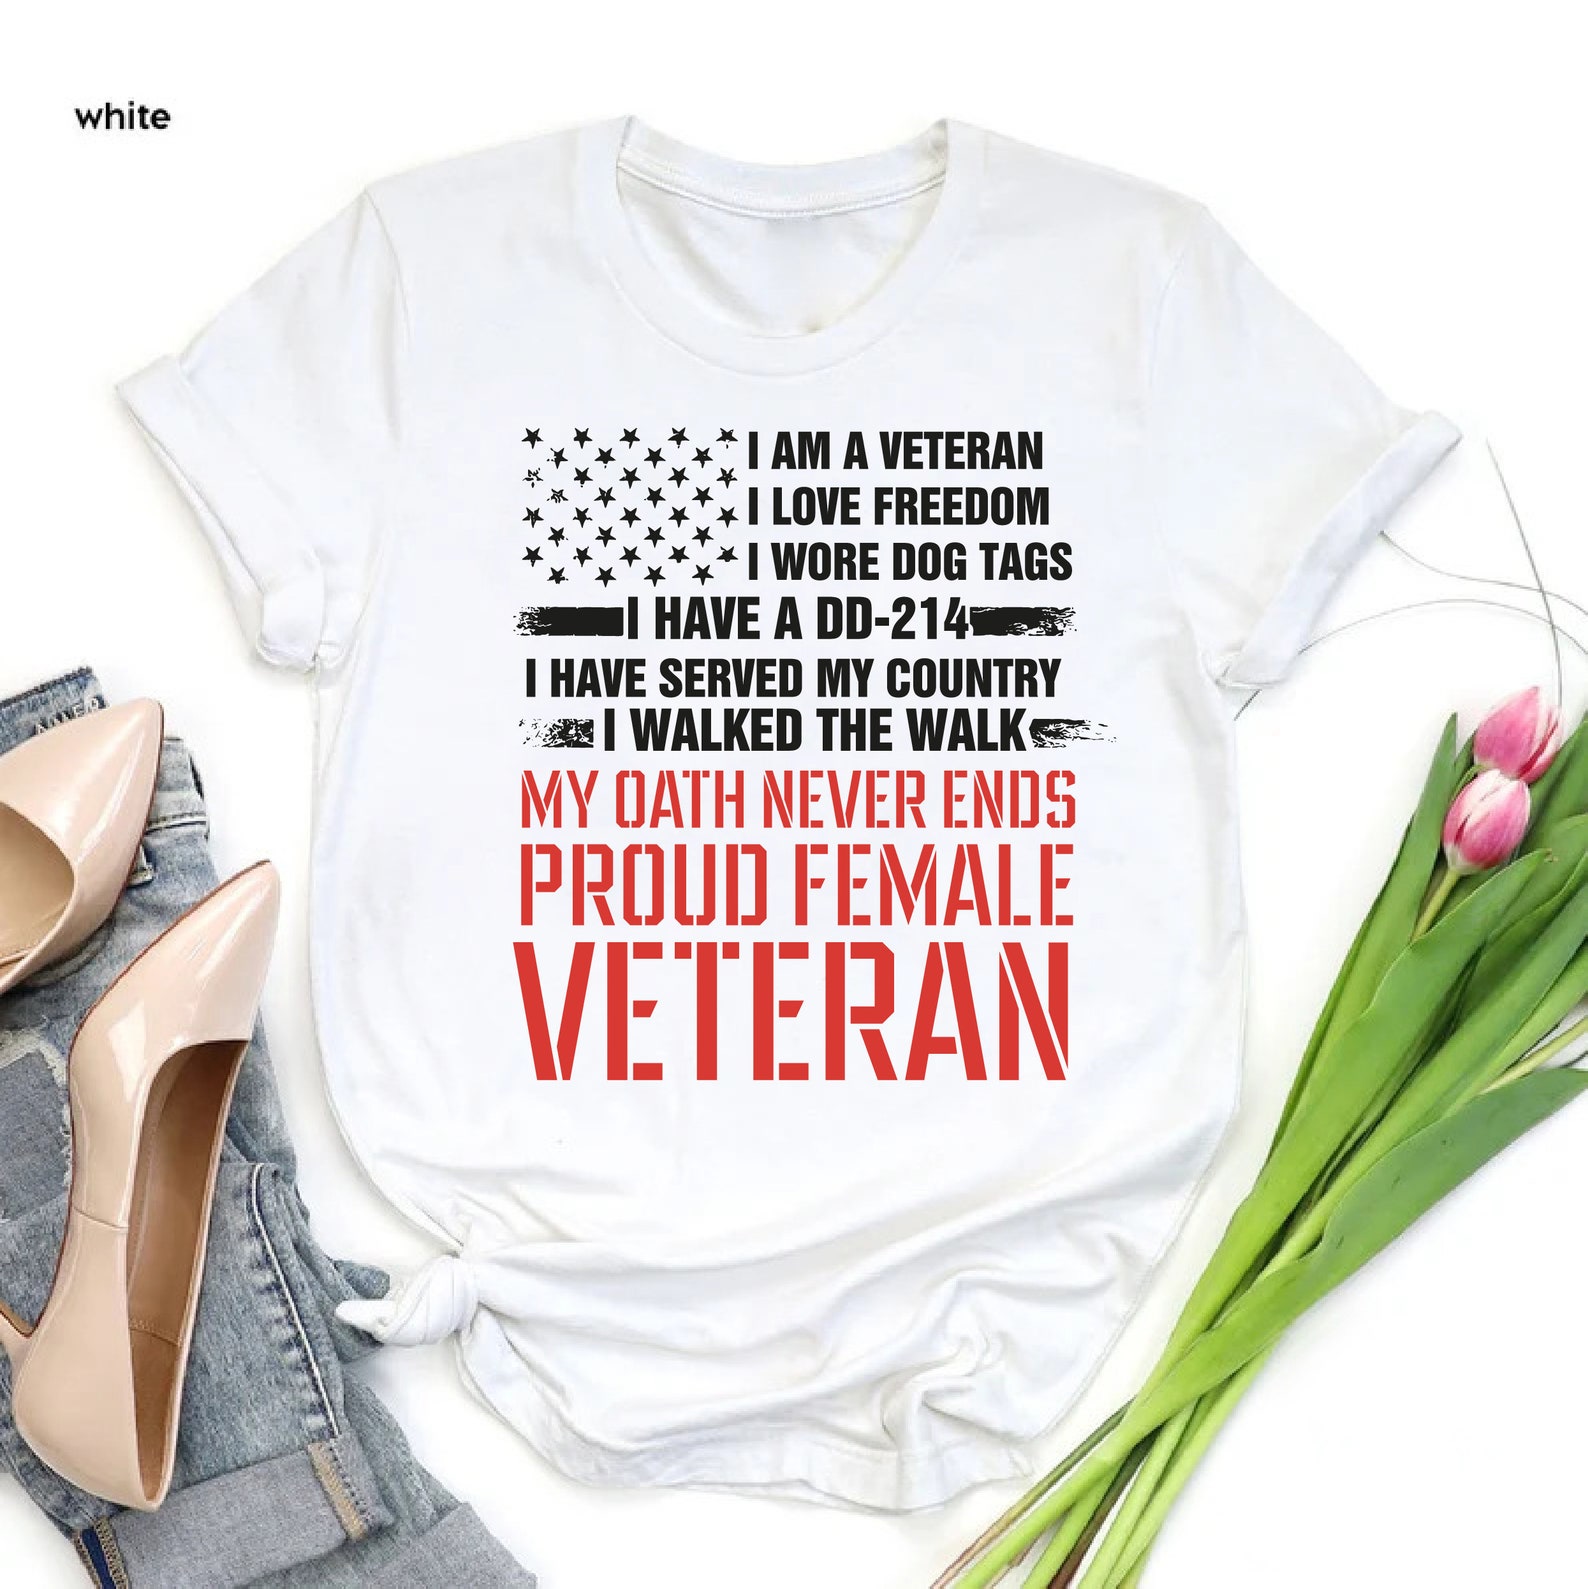 white
I AM A VETERAN
I LOVE FREEDOM
I WORE DOG TAGS
I HAVE A DD-214
I HAVE SERVED MY COUNTRY
I WALKED THE WALK
MY OATH NEVER ENDS
PROUD FEMALE
VETERAN